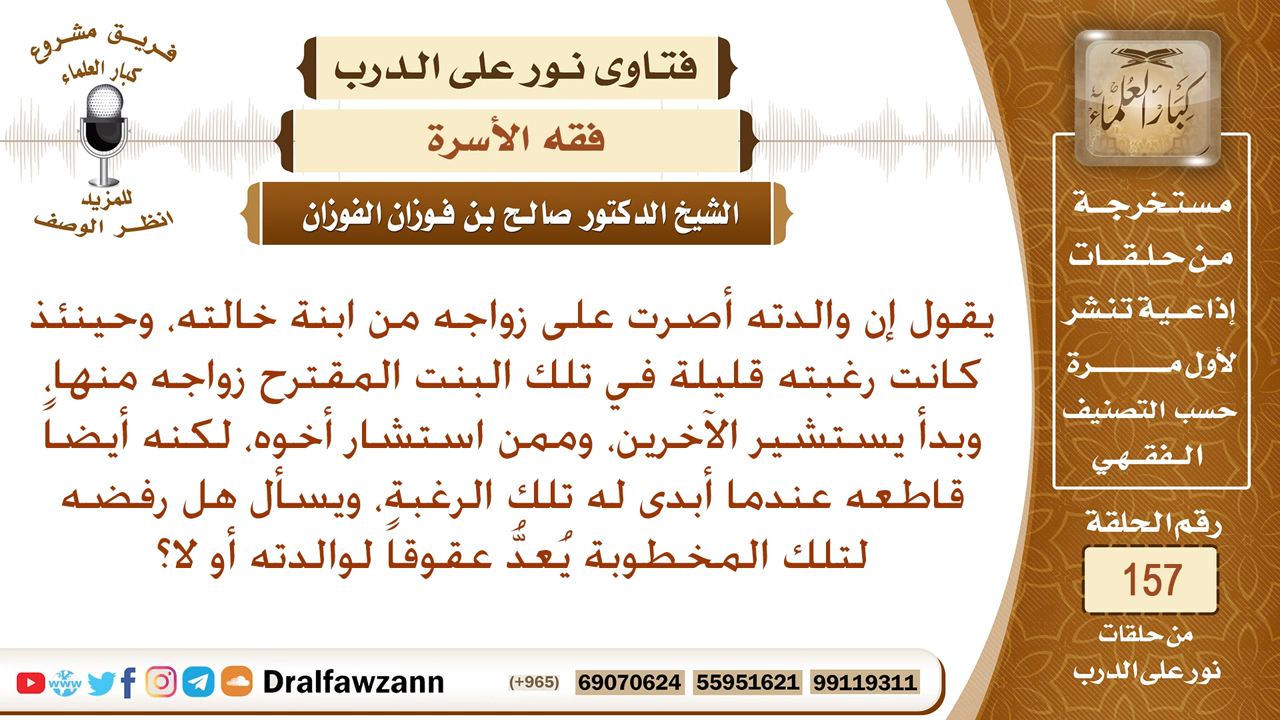 فريق مشروع
كبار العلماء
للمزيد
انظر الوصف
فتاوى نور على الدرب
فقه الأسرة
الشيخ الدكتور صالح بن فوزان الفوزان
يقول إن والدته أصرت على زواجه من ابنة خالته، وحينئذ
كانت رغبته قليلة في تلك البنت المقترح زواجه منها،
وبدأ يستشير الآخرين، وممن استشار أخوه، لكنه أيضاً
قاطعه عندما أبدى له تلك الرغبةٍ، ويسأل هل رفضه
لتلك المخطوبة يُعدُّ عقوقاً لوالدته أو لا؟
كبار العلماء
مستخرجة
من حلقات
إذاعية تنشر
لأول مرة
حسب التصنيف
الفقهي
رقم الحلقة
157
من حلقات
نور على الدرب
www Dralfawzann (+965) 69070624 55951621 99119311